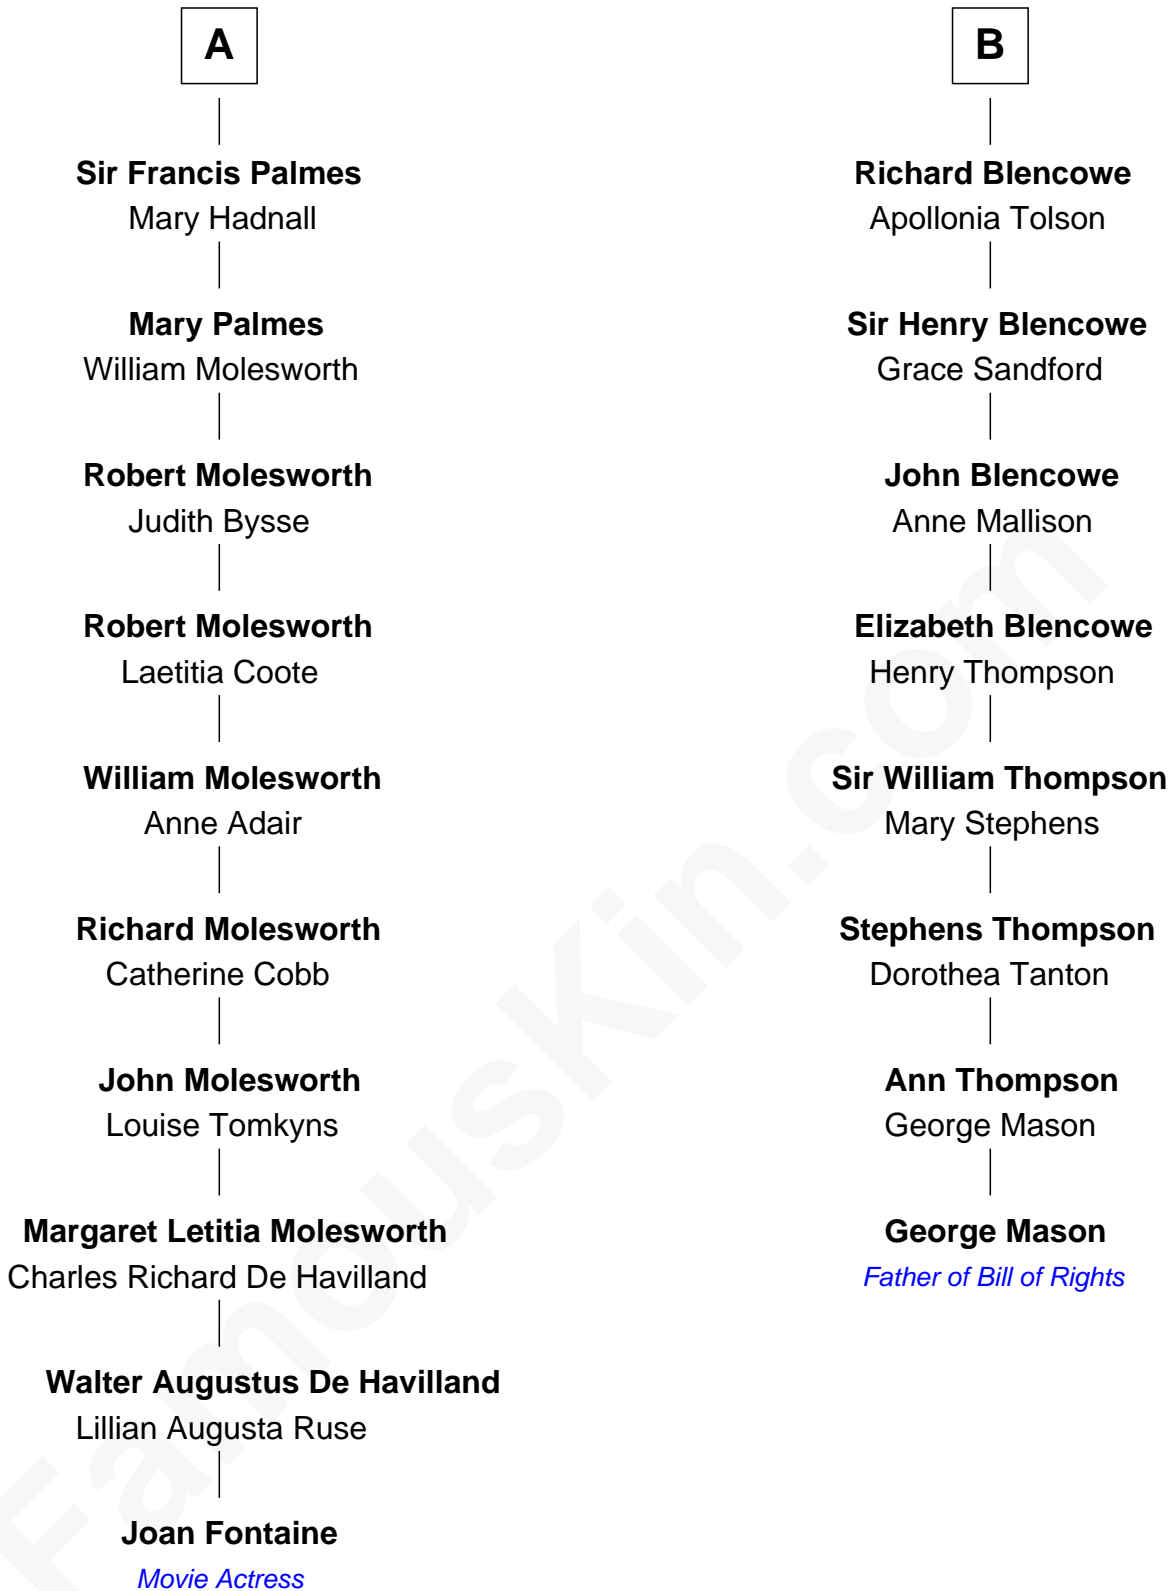 A
Sir Francis Palmes
Mary Hadnall
Mary Palmes
William Molesworth
Robert Molesworth
Judith Bysse
Robert Molesworth
Laetitia Coote
William Molesworth
Anne Adair
Richard Molesworth
Catherine Cobb
John Molesworth
Louise Tomkyns
Margaret Letitia Molesworth
Charles Richard De Havilland
Walter Augustus De Havilland
Lillian Augusta Ruse
Joan Fontaine
Movie Actress
B
Richard Blencowe
Apollonia Tolson
Sir Henry Blencowe
Grace Sandford
John Blencowe
Anne Mallison
Elizabeth Blencowe
Henry Thompson
Sir William Thompson
Mary Stephens
Stephens Thompson
Dorothea Tanton
Ann Thompson
George Mason
George Mason
Father of Bill of Rights
FamousKin.com